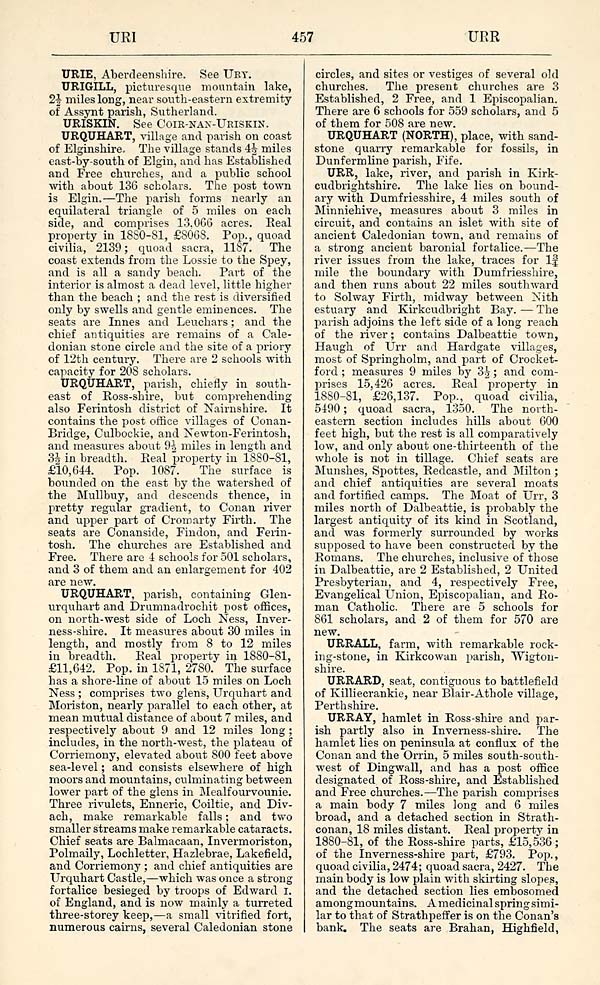 URI
457
URR
URIE, Aberdeenshire. See URY.
URIGILL, picturesque mountain lake,
2½ miles long, near south-eastern extremity
of Assynt parish, Sutherland.
URISKIN. See COIR-NAN-URISKIN.
URQUHART, village and parish on coast
of Elginshire. The village stands 4½ miles
east-by-south of Elgin, and has Established
and Free churches, and a public school
with about 136 scholars. The post town
is Elgin.—The parish forms nearly an
equilateral triangle of 5 miles on each
side, and comprises 13,066 acres. Real
property in 1880-81, £8068. Pop., quoad
civilia, 2139; quoad sacra, 1187. The
coast extends from the Lossie to the Spey,
and is all a sandy beach. Part of the
interior is almost a dead level, little higher
than the beach ; and the rest is diversified
only by swells and gentle eminences. The
seats are Innes and Leuchars; and the
chief antiquities are remains of a Cale-
donian stone circle and the site of a priory
of 12th century. There are 2 schools with
capacity for 208 scholars.
URQUHART, parish, chiefly in south-
east of Ross-shire, but comprehending
also Ferintosh district of Nairnshire. It
contains the post office villages of Conan-
Bridge, Culbockie, and Newton-Ferintosh,
and measures about 9½ miles in length and
3½ in breadth. Real property in 1880-81,
£10,644. Pop. 1087. The surface is
bounded on the east by the watershed of
the Mullbuy, and descends thence, in
pretty regular gradient, to Conan river
and upper part of Cromarty Firth. The
seats are Conanside, Findon, and Ferin-
tosh. The churches are Established and
Free. There are 4 schools for 501 scholars,
and 3 of them and an enlargement for 402
are new.
URQUHART, parish, containing Glen-
urquhart and Drumnadrochit post offices,
on north-west side of Loch Ness, Inver-
ness-shire. It measures about 30 miles in
length, and mostly from 8 to 12 miles
in breadth. Real property in 1880-81,
£11,642. Pop. in 1871, 2780. The surface
has a shore-line of about 15 miles on Loch
Ness ; comprises two glens, Urquhart and
Moriston, nearly parallel to each other, at
mean mutual distance of about 7 miles, and
respectively about 9 and 12 miles long;
includes, in the north-west, the plateau of
Corriemony, elevated about 800 feet above
sea-level; and consists elsewhere of high
moors and mountains, culminating between
lower part of the glens in Mealfourvounie.
Three rivulets, Enneric, Coiltie, and Div-
ach, make remarkable falls; and two
smaller streams make remarkable cataracts.
Chief seats are Balmacaan, Invermoriston,
Polmaily, Lochletter, Hazlebrae, Lakefield,
and Corriemony; and chief antiquities are
Urquhart Castle,—which was once a strong
fortalice besieged by troops of Edward I.
of England, and is now mainly a turreted
three-storey keep,—a small vitrified fort,
numerous cairns, several Caledonian stone
circles, and sites or vestiges of several old
churches. The present churches are 3
Established, 2 Free, and 1 Episcopalian.
There are 6 schools for 559 scholars, and 5
of them for 508 are new.
URQUHART (NORTH), place, with sand-
stone quarry remarkable for fossils, in
Dunfermline parish, Fife.
URR, lake, river, and parish in Kirk-
cudbrightshire. The lake lies on bound-
ary with Dumfriesshire, 4 miles south of
Minniehive, measures about 3 miles in
circuit, and contains an islet with site of
ancient Caledonian town, and remains of
a strong ancient baronial fortalice.—The
river issues from the lake, traces for 1¾
mile the boundary with Dumfriesshire,
and then runs about 22 miles southward
to Solway Firth, midway between Nith
estuary and Kirkcudbright Bay. — The
parish adjoins the left side of a long reach
of the river; contains Dalbeattie town,
Haugh of Urr and Hardgate villages,
most of Springholm, and part of Crocket-
ford; measures 9 miles by 3½; and com-
prises 15,426 acres. Real property in
1880-81, £26,137. Pop., quoad civilia,
5490; quoad sacra, 1350. The north-
eastern section includes hills about 600
feet high, but the rest is all comparatively
low, and only about one-thirteenth of the
whole is not in tillage. Chief seats are
Munshes, Spottes, Redcastle, and Milton ;
and chief antiquities are several moats
and fortified camps. The Moat of Urr, 3
miles north of Dalbeattie, is probably the
largest antiquity of its kind in Scotland,
and was formerly surrounded by works
supposed to have been constructed by the
Romans. The churches, inclusive of those
in Dalbeattie, are 2 Established, 2 United
Presbyterian, and 4, respectively Free,
Evangelical Union, Episcopalian, and Ro-
man Catholic. There are 5 schools for
861 scholars, and 2 of them for 570 are
new.
URRALL, farm, with remarkable rock-
ing-stone, in Kirkcowan parish, Wigton-
shire.
URRARD, seat, contiguous to battlefield
of Killiecrankie, near Blair-Athole village,
Perthshire.
URRAY, hamlet in Ross-shire and par-
ish partly also in Inverness-shire. The
hamlet lies on peninsula at conflux of the
Conan and the Orrin, 5 miles south-south-
west of Dingwall, and has a post office
designated of Ross-shire, and Established
and Free churches.—The parish comprises
a main body 7 miles long and 6 miles
broad, and a detached section in Strath-
conan, 18 miles distant. Real property in
1880-81, of the Ross-shire parts, £15,536;
of the Inverness-shire part, £793. Pop.,
quoad civilia, 2474; quoad sacra, 2427. The
main body is low plain with skirting slopes,
and the detached section lies embosomed
among mountains. A medicinal spring simi-
lar to that of Strathpeffer is on the Conan's
bank. The seats are Brahan, Highfield,